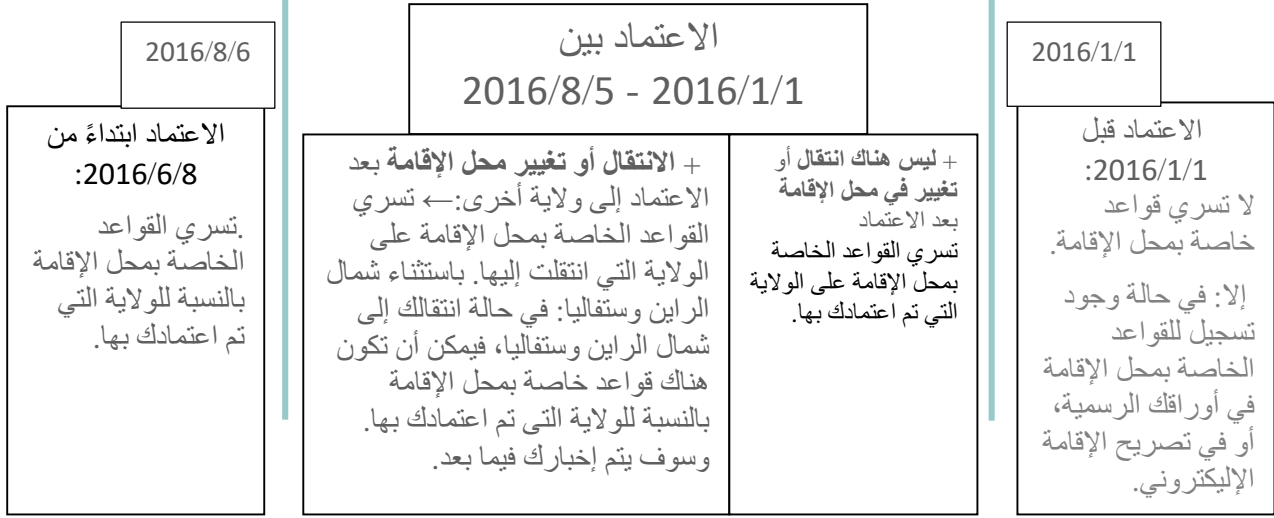 2016/1/1
الاعتماد قبل
2016/1/1:
لا تسري قواعد
خاصة بمحل الإقامة.
إلا: في حالة وجود
تسجيل للقواعد
الخاصة بمحل الإقامة
في أوراقك الرسمية،
أو في تصريح الإقامة
الإليكتروني.
الاعتماد بين
2016/1/1 - 2016/8/5
+ ليس هناك انتقال أو
تغيير في محل الإقامة
بعد الاعتماد
تسري القواعد الخاصة
بمحل الإقامة على الولاية
التي تم اعتمادك بها.
+ الانتقال أو تغيير محل الإقامة بعد
الاعتماد إلى ولاية أخرى:← تسري
القواعد الخاصة بمحل الإقامة على
الولاية التي انتقلت إليها. باستثناء شمال
الراين وستفاليا: في حالة انتقالك إلى
شمال الراين وستفاليا، فيمكن أن تكون
هناك قواعد خاصة بمحل الإقامة
بالنسبة للولاية التى تم اعتمادك بها.
وسوف يتم إخبارك فيما بعد.
2016/8/6
الاعتماد ابتداءً من
2016/6/8:
.تسري القواعد
الخاصة بمحل الإقامة
بالنسبة للولاية التي
تم اعتمادك بها.